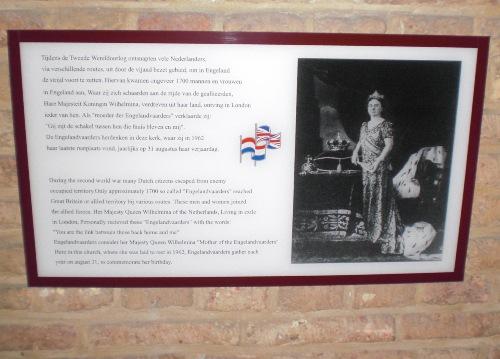 Tijdens de Tweede Wereldoorlog ontsnapten vele Nederlanders,
via verschillende routes, uit door de vijand bezet gebied, om in Engeland
de strijd voort te zetten. Hiervan kwamen ongeveer 1700 mannen en vrouwen
in Engeland aan, Waar zij zich schaarden aan de zijde van de geallieerden,
Hare Majesteit Koningin Wilhelmina, verdreven uit haar land, ontving in London
ieder van hen. Als "moeder der Engelandvaarders" verklaarde zij:
"Gij zijt de schakel tussen hen die thuis bleven en mij".
De Engelandvaarders herdenken in deze kerk, waar zij in 1962
haar laatste rustplaats vond, jaarlijks op 31 augustus haar verjaardag.
During the second world war many Dutch citizens escaped from enemy
occupied territory.Only approximately 1700 so called "Engelandvaarders" reached
Great Britain or allied territory by various routes. These men and women joined
the allied forces. Her Majesty Queen Wilhelmina of the Netherlands, Living in exile
in London, Personally recieved these "Engelandvaarders" with the words:
"You are the link between those back home and me"
Engelandvaarders consider her Majesty Queen Wilhelmina "Mother of the Engelandvaarders"
Here in this church, where she was laid to rest in 1962, Engelandvaarders gather each
year on august 31, to commemorate her birthday.